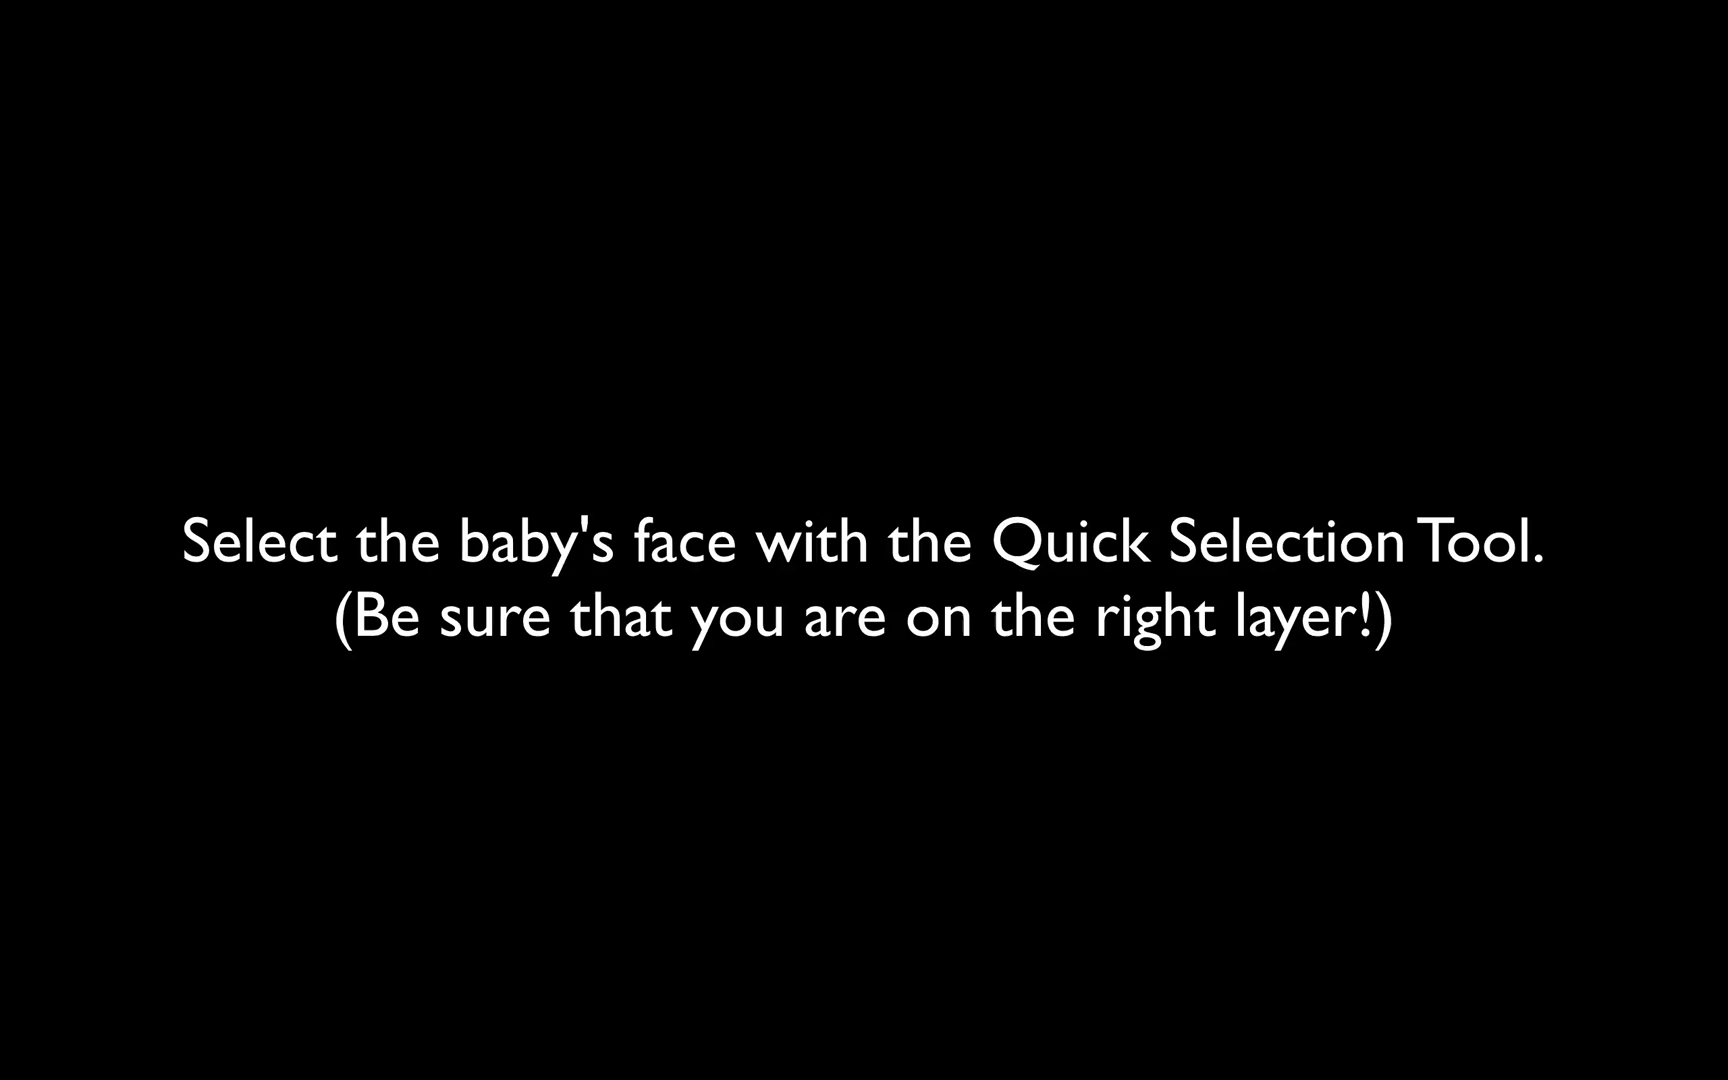 Select the baby's face with the Quick Selection Tool.
(Be sure that you are on the right layer!)